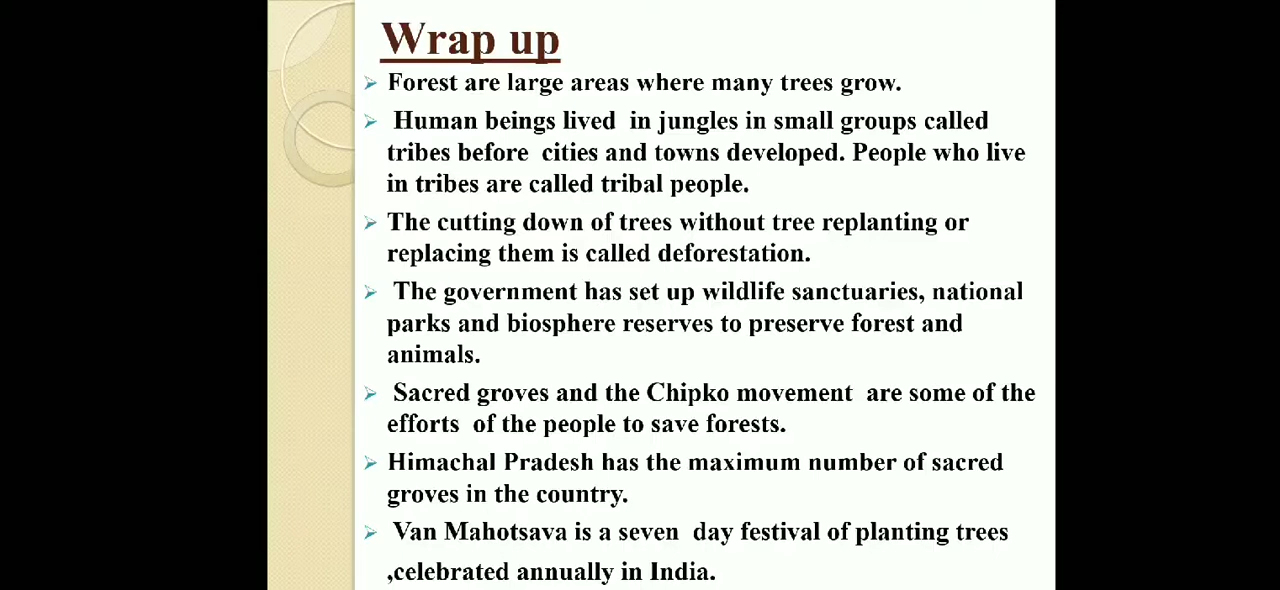 Wrap up
Forest are large areas where many trees grow.
Human beings lived in jungles in small groups called
tribes before cities and towns developed. People who live
in tribes are called tribal people.
The cutting down of trees without tree replanting or
replacing them is called deforestation.
The government has set up wildlife sanctuaries, national
parks and biosphere reserves to preserve forest and
animals.
Sacred groves and the Chipko movement are some of the
efforts of the people to save forests.
Himachal Pradesh has the maximum number of sacred
groves in the country.
Van Mahotsava is a seven day festival of planting trees
,celebrated annually in India.